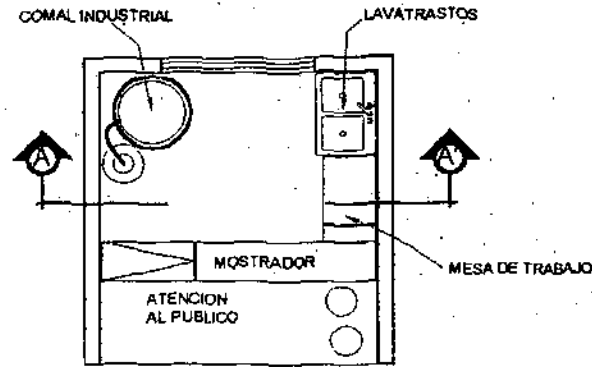 COMAL INDUSTRIAL
LAVATRASTOS
A
A'
MOSTRADOR
MESA DE TRABAJO
ATENCION
AL PUBLICO